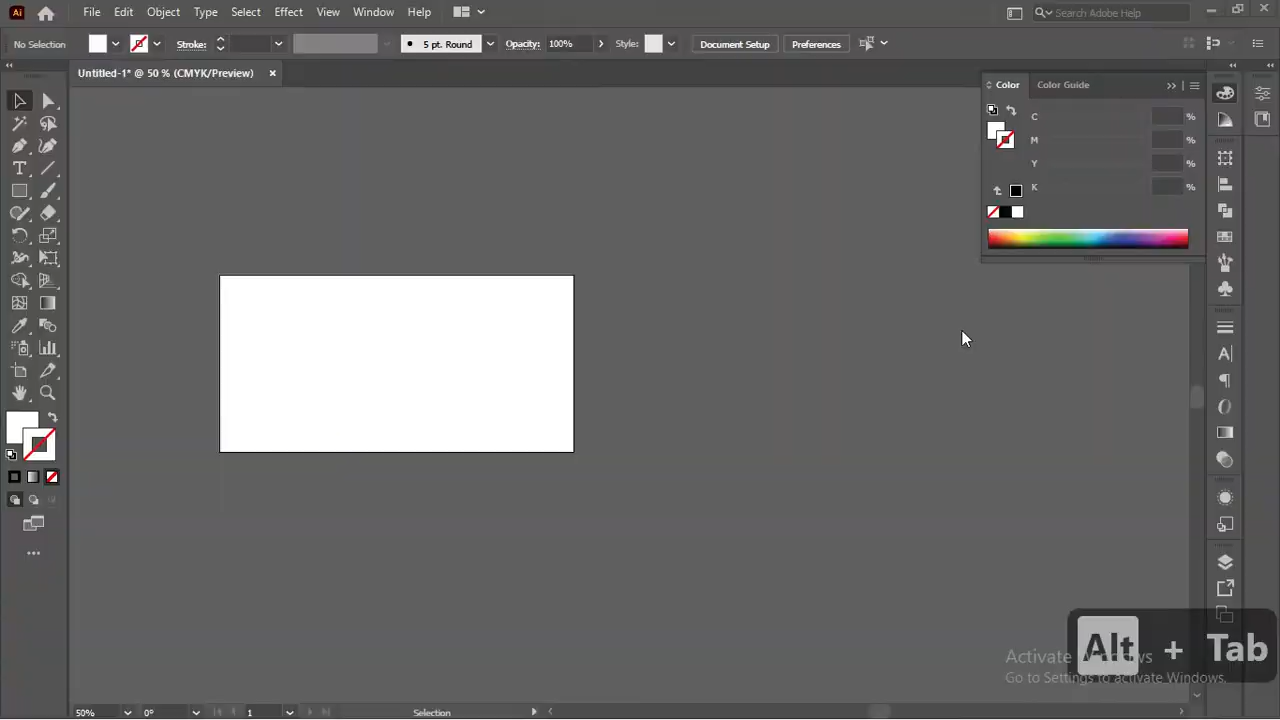 Ai File Edit Object Type Select Effect View Window Help Search Adobe Help
No Selection Stroke: 5 pt. Round Opacity: 100% Style: Document Setup Preferences
Untitled-1* @ 50 % (CMYK/Preview) ×
Color Color Guide
C %
M %
Y %
K %
Alt + Tab
Activate Windows
Go to Settings to activate Windows.
50% 0° 1 Selection